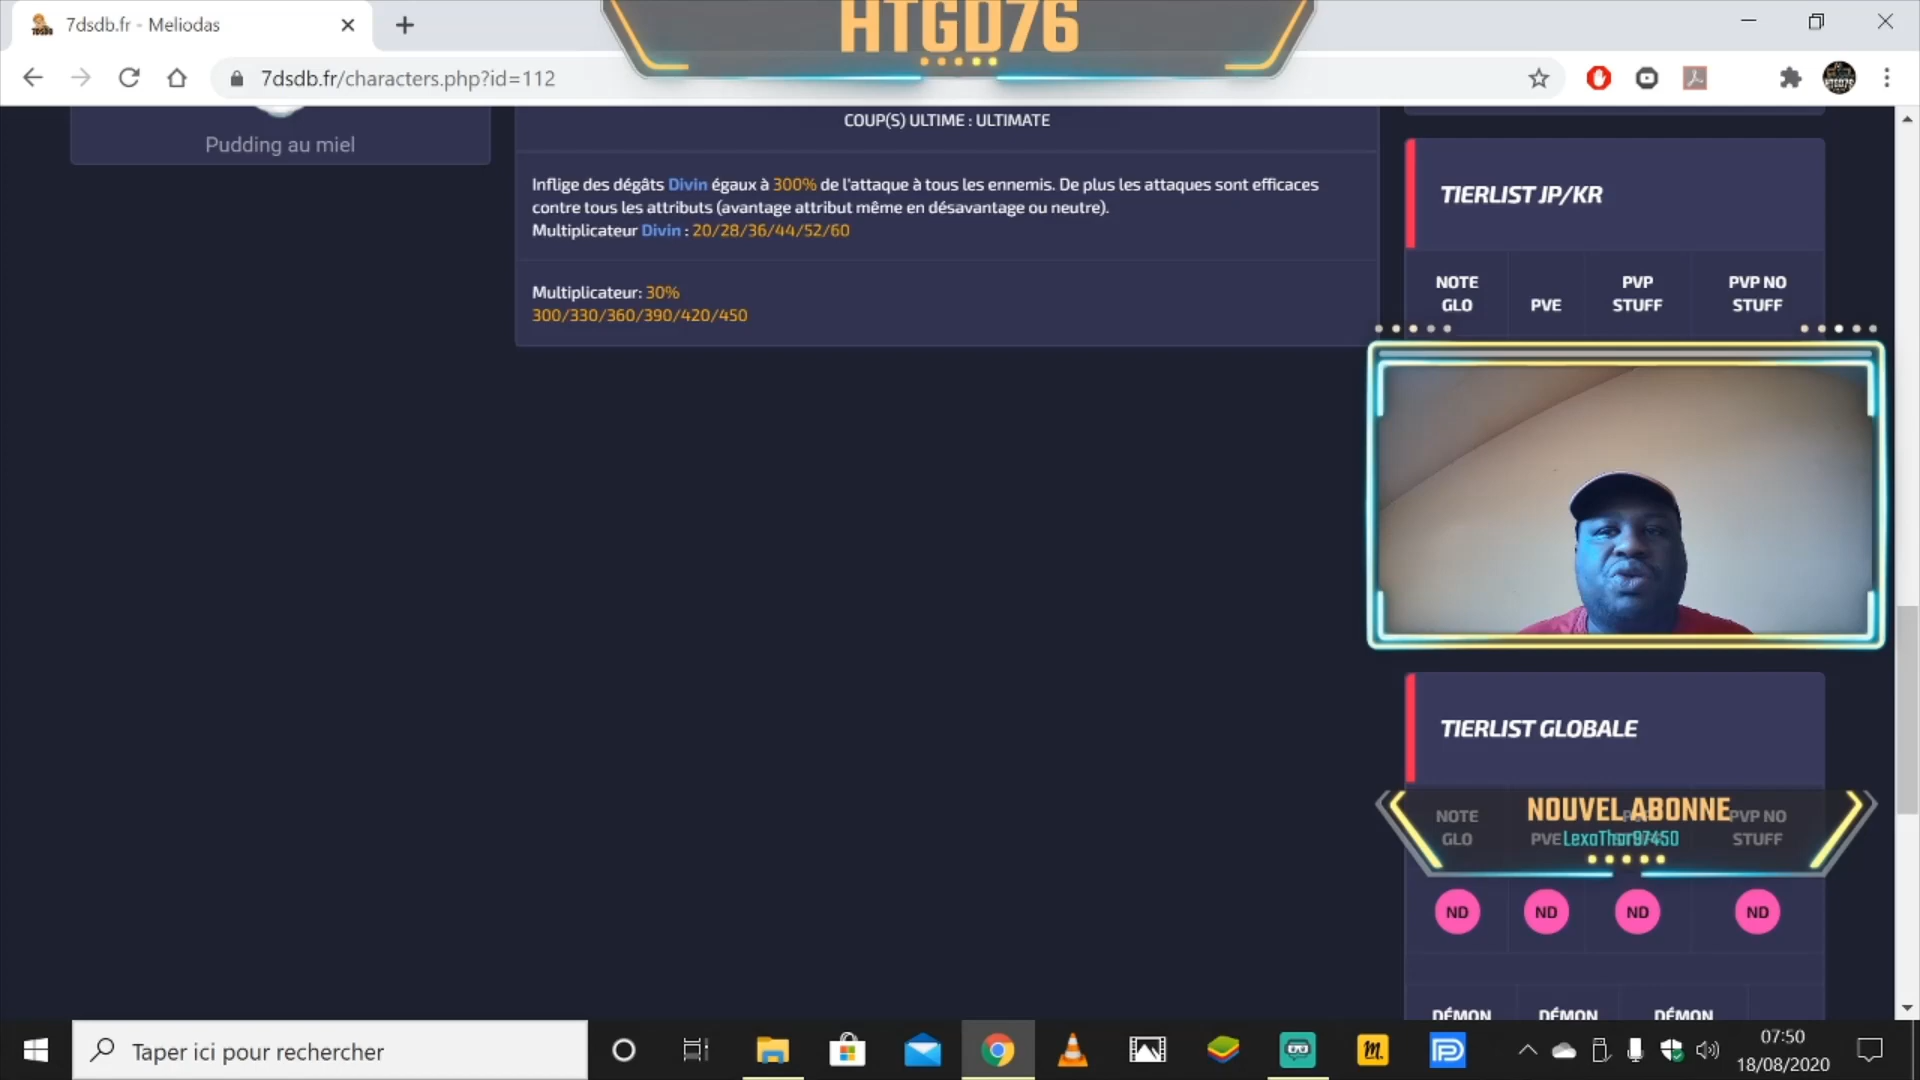 7dsdb.fr - Meliodas
HTGD76
7dsdb.fr/characters.php?id=112
Pudding au miel
COUP(S) ULTIME : ULTIMATE
Inflige des dégâts Divin égaux à 300% de l'attaque à tous les ennemis. De plus les attaques sont efficaces
contre tous les attributs (avantage attribut même en désavantage ou neutre).
Multiplicateur Divin : 20/28/36/44/52/60
Multiplicateur: 30%
300/330/360/390/420/450
TIERLIST JP/KR
NOTE GLO
PVE
PVP STUFF
PVP NO STUFF
TIERLIST GLOBALE
NOUVEL ABONNE
LexaThor97450
NOTE GLO
PVE
PVP NO STUFF
ND ND ND ND
DÉMON DÉMON DÉMON
Taper ici pour rechercher
07:50
18/08/2020